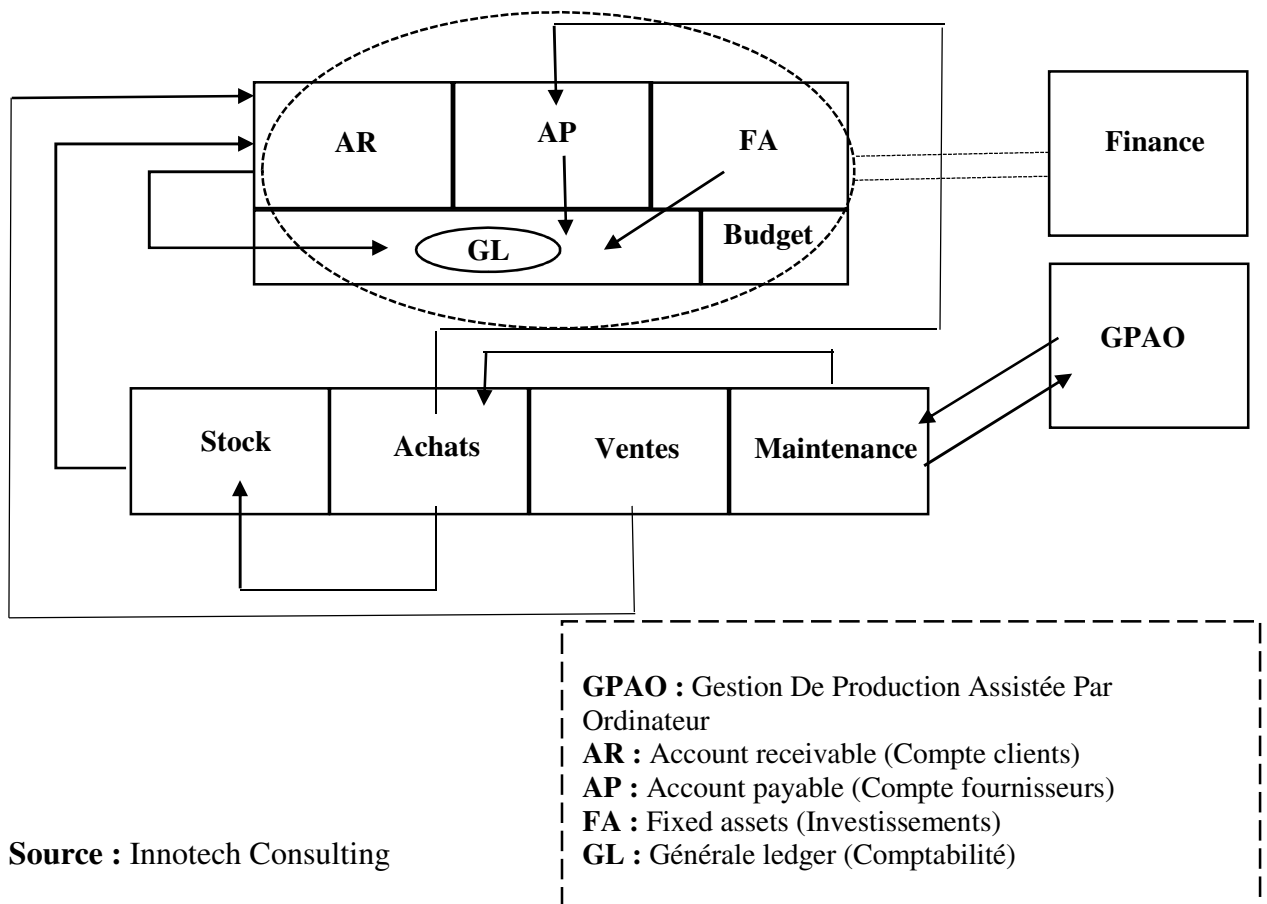 AR
AP
FA
Finance
GL
Budget
GPAO
Stock
Achats
Ventes
Maintenance
GPAO : Gestion De Production Assistée Par
Ordinateur
AR : Account receivable (Compte clients)
AP : Account payable (Compte fournisseurs)
FA : Fixed assets (Investissements)
GL : Générale ledger (Comptabilité)
Source : Innotech Consulting